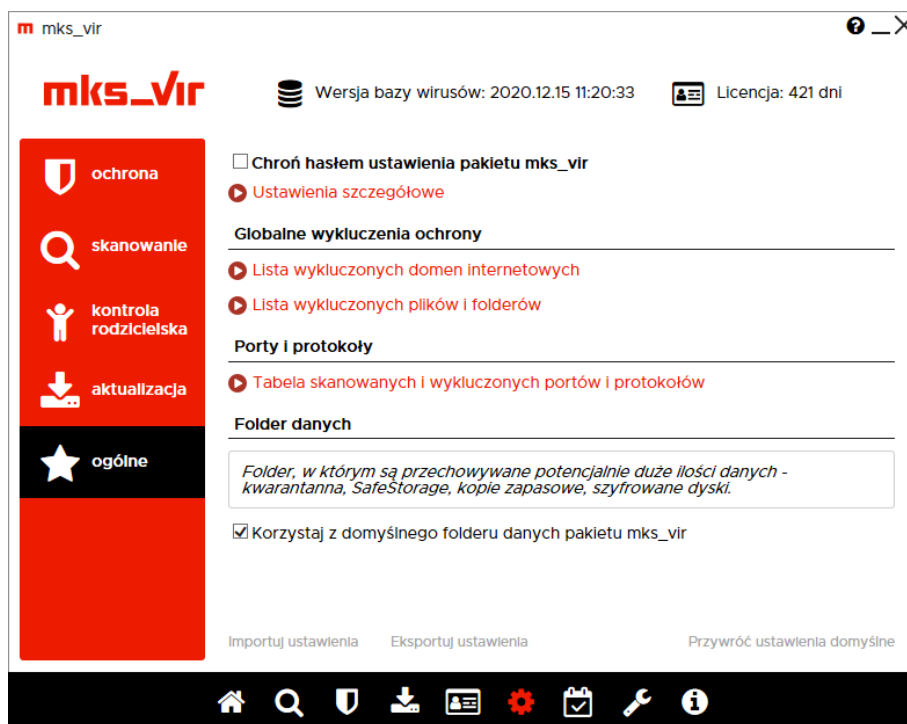 mks_vir
mks_vir
Wersja bazy wirusów: 2020.12.15 11:20:33
Licencja: 421 dni
ochrona
skanowanie
kontrola
rodzicielska
aktualizacja
ogólne
Chroń hasłem ustawienia pakietu mks_vir
Ustawienia szczegółowe
Globalne wykluczenia ochrony
Lista wykluczonych domen internetowych
Lista wykluczonych plików i folderów
Porty i protokoły
Tabela skanowanych i wykluczonych portów i protokołów
Folder danych
Folder, w którym są przechowywane potencjalnie duże ilości danych -
kwarantanna, SafeStorage, kopie zapasowe, szyfrowane dyski.
Korzystaj z domyślnego folderu danych pakietu mks_vir
Importuj ustawienia
Eksportuj ustawienia
Przywróć ustawienia domyślne